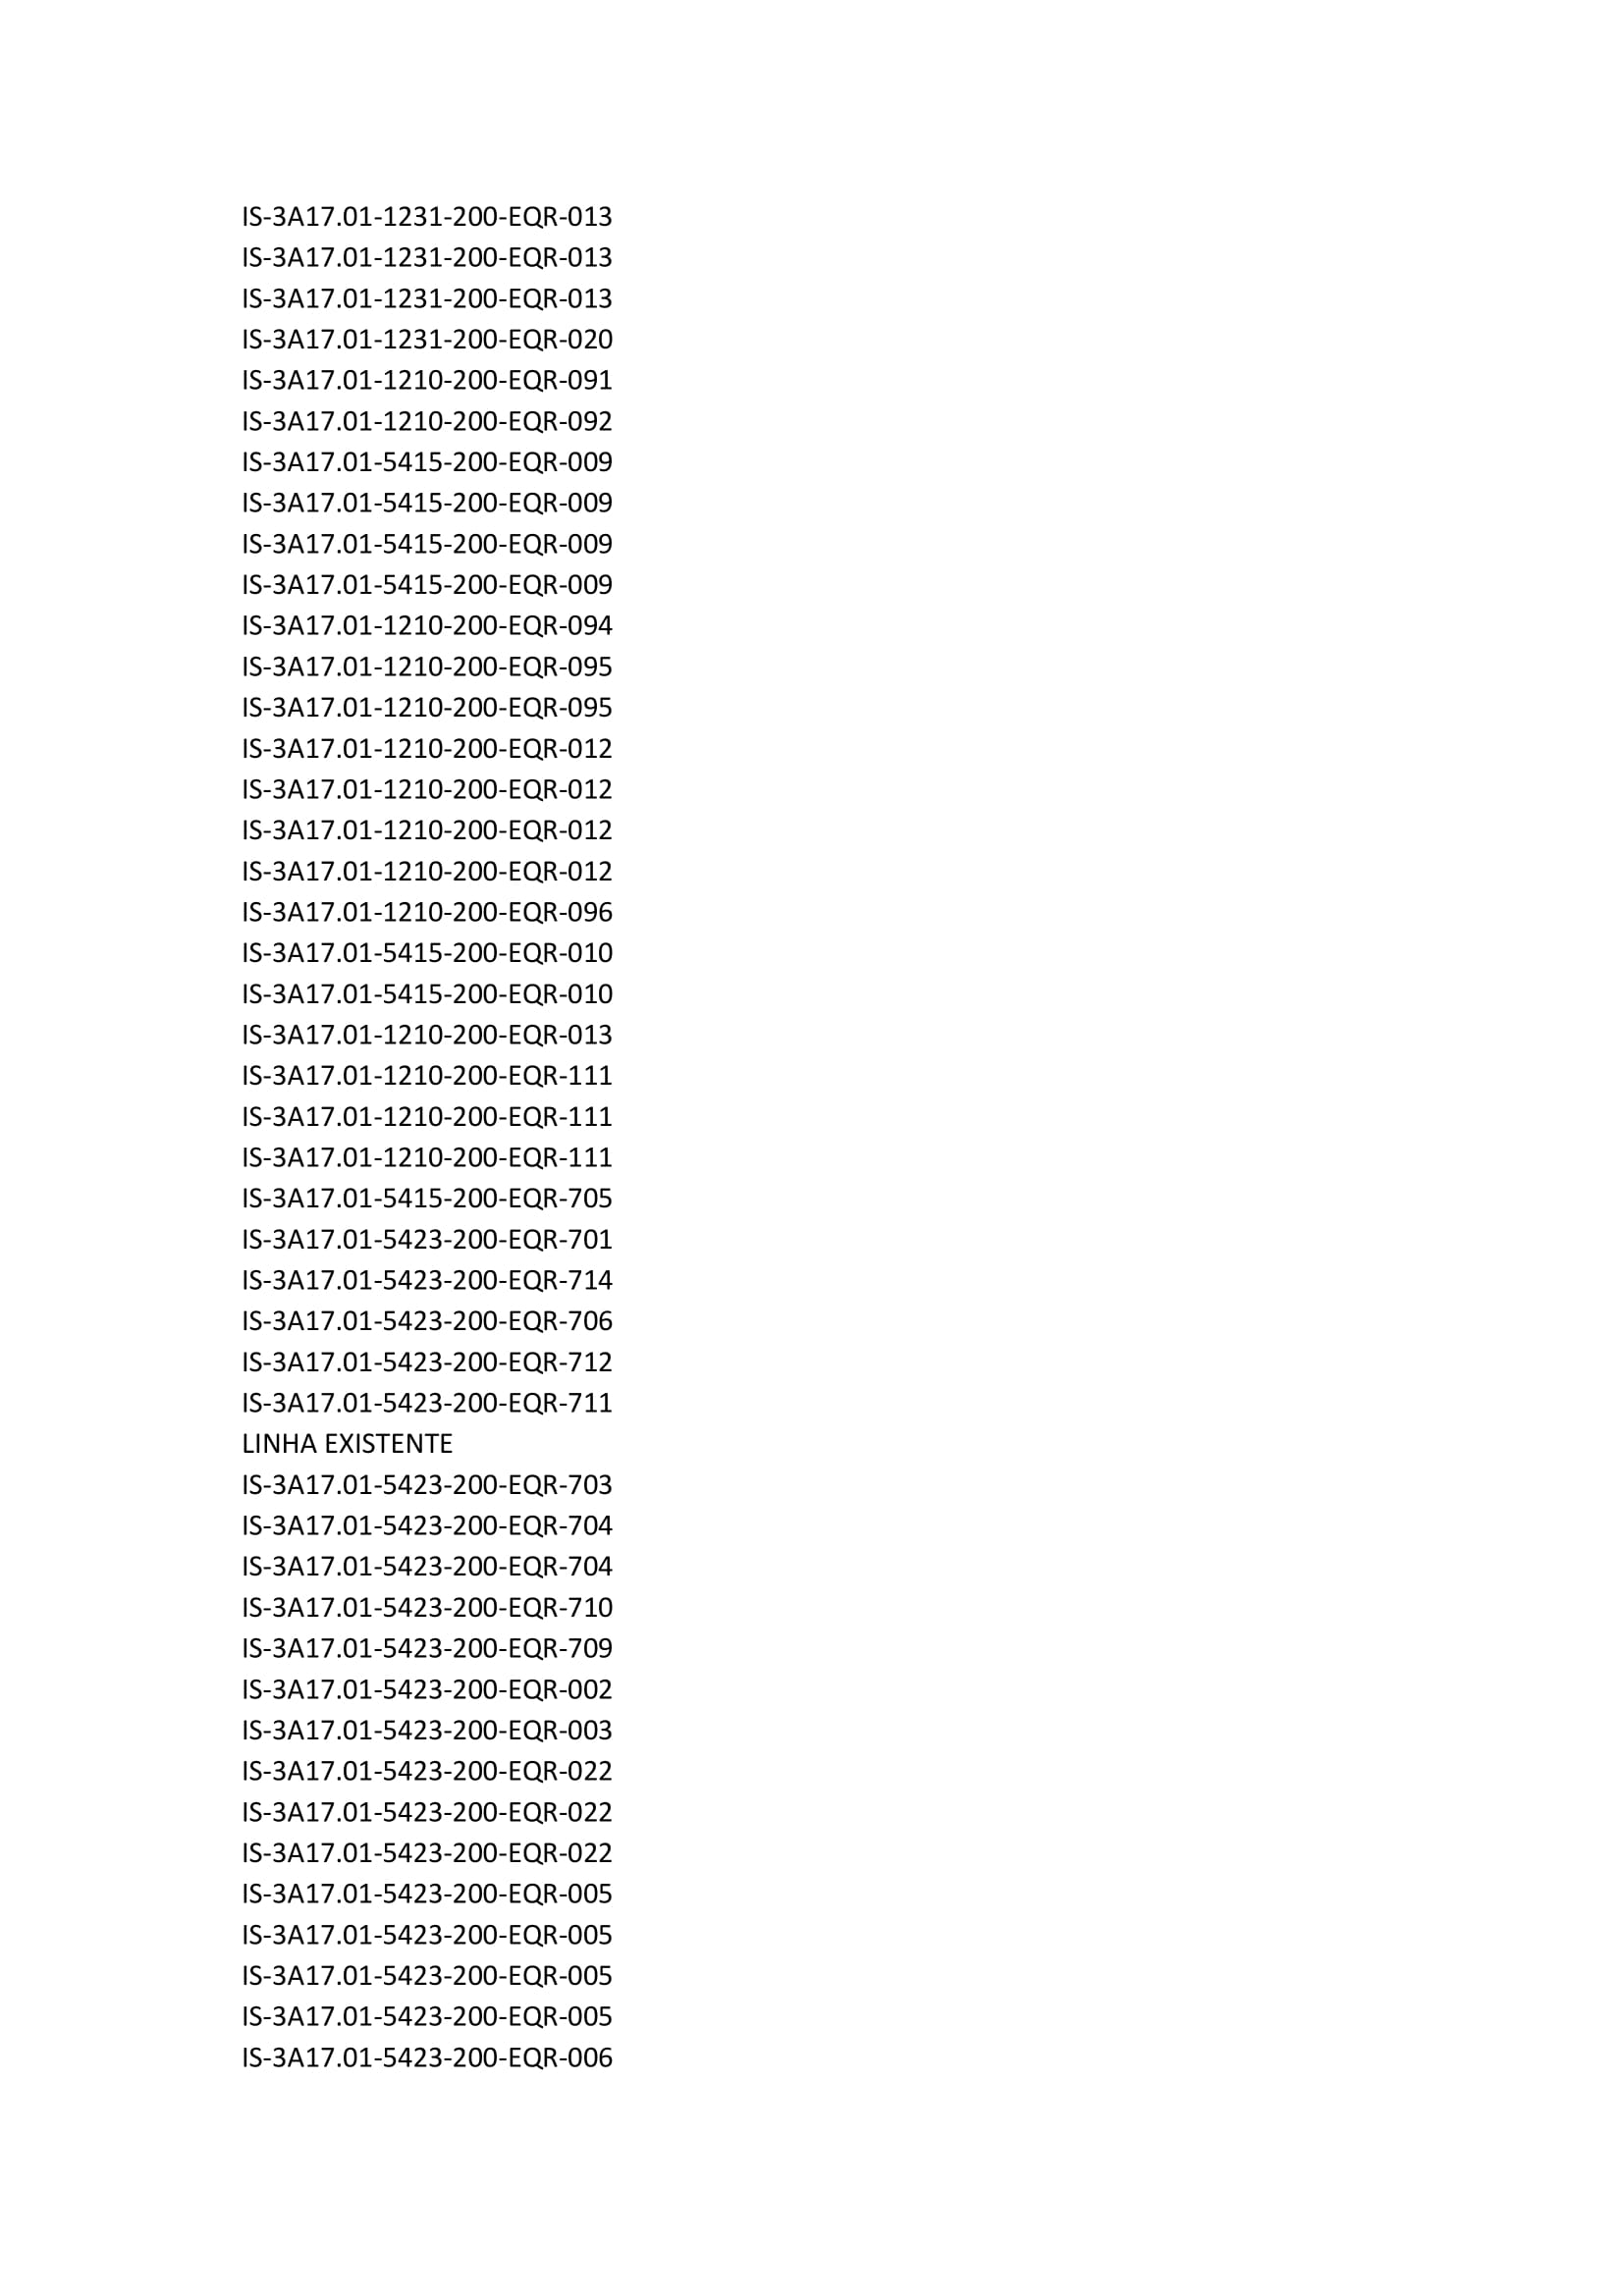 IS-3A17.01-1231-200-EQR-013
IS-3A17.01-1231-200-EQR-013
IS-3A17.01-1231-200-EQR-013
IS-3A17.01-1231-200-EQR-020
IS-3A17.01-1210-200-EQR-091
IS-3A17.01-1210-200-EQR-092
IS-3A17.01-5415-200-EQR-009
IS-3A17.01-5415-200-EQR-009
IS-3A17.01-5415-200-EQR-009
IS-3A17.01-5415-200-EQR-009
IS-3A17.01-1210-200-EQR-094
IS-3A17.01-1210-200-EQR-095
IS-3A17.01-1210-200-EQR-095
IS-3A17.01-1210-200-EQR-012
IS-3A17.01-1210-200-EQR-012
IS-3A17.01-1210-200-EQR-012
IS-3A17.01-1210-200-EQR-012
IS-3A17.01-1210-200-EQR-096
IS-3A17.01-5415-200-EQR-010
IS-3A17.01-5415-200-EQR-010
IS-3A17.01-1210-200-EQR-013
IS-3A17.01-1210-200-EQR-111
IS-3A17.01-1210-200-EQR-111
IS-3A17.01-1210-200-EQR-111
IS-3A17.01-5415-200-EQR-705
IS-3A17.01-5423-200-EQR-701
IS-3A17.01-5423-200-EQR-714
IS-3A17.01-5423-200-EQR-706
IS-3A17.01-5423-200-EQR-712
IS-3A17.01-5423-200-EQR-711
LINHA EXISTENTE
IS-3A17.01-5423-200-EQR-703
IS-3A17.01-5423-200-EQR-704
IS-3A17.01-5423-200-EQR-704
IS-3A17.01-5423-200-EQR-710
IS-3A17.01-5423-200-EQR-709
IS-3A17.01-5423-200-EQR-002
IS-3A17.01-5423-200-EQR-003
IS-3A17.01-5423-200-EQR-022
IS-3A17.01-5423-200-EQR-022
IS-3A17.01-5423-200-EQR-022
IS-3A17.01-5423-200-EQR-005
IS-3A17.01-5423-200-EQR-005
IS-3A17.01-5423-200-EQR-005
IS-3A17.01-5423-200-EQR-005
IS-3A17.01-5423-200-EQR-006